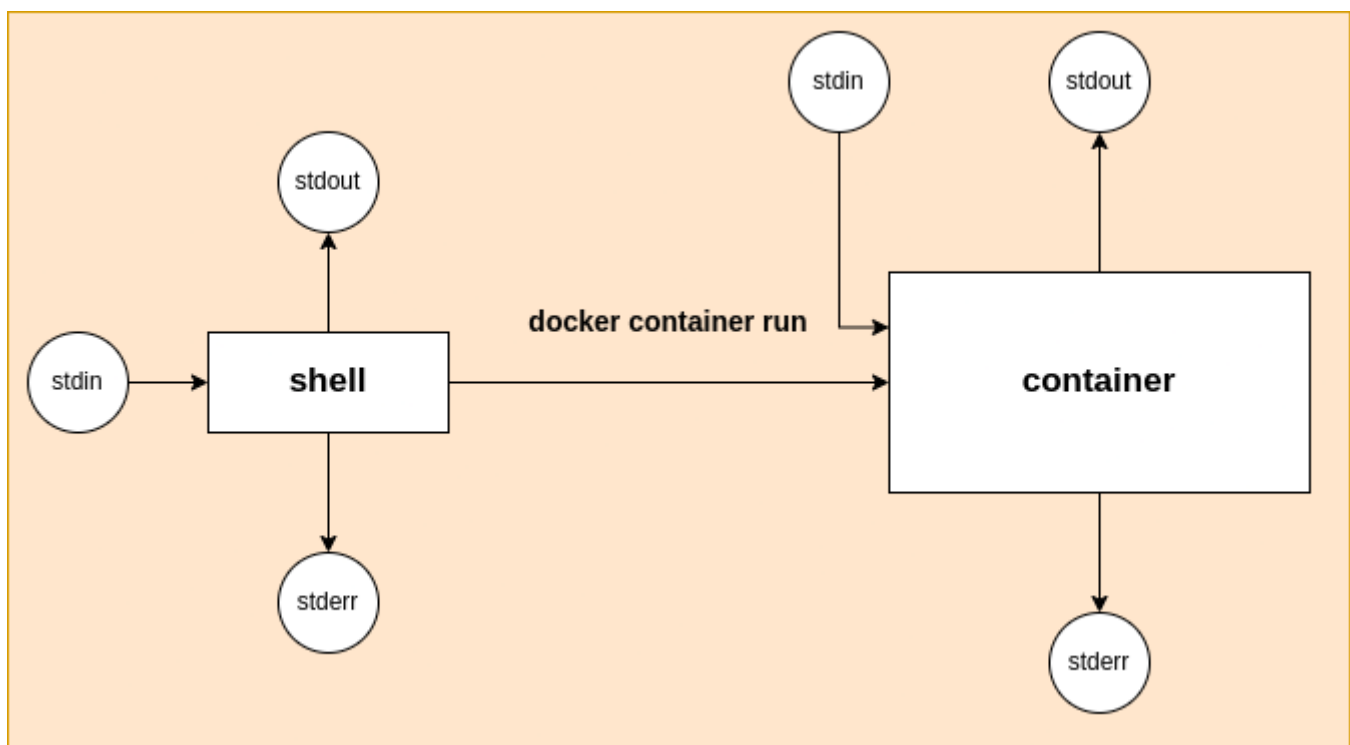 stdin
stdout
stdout
docker container run
stdin
shell
container
stderr
stderr